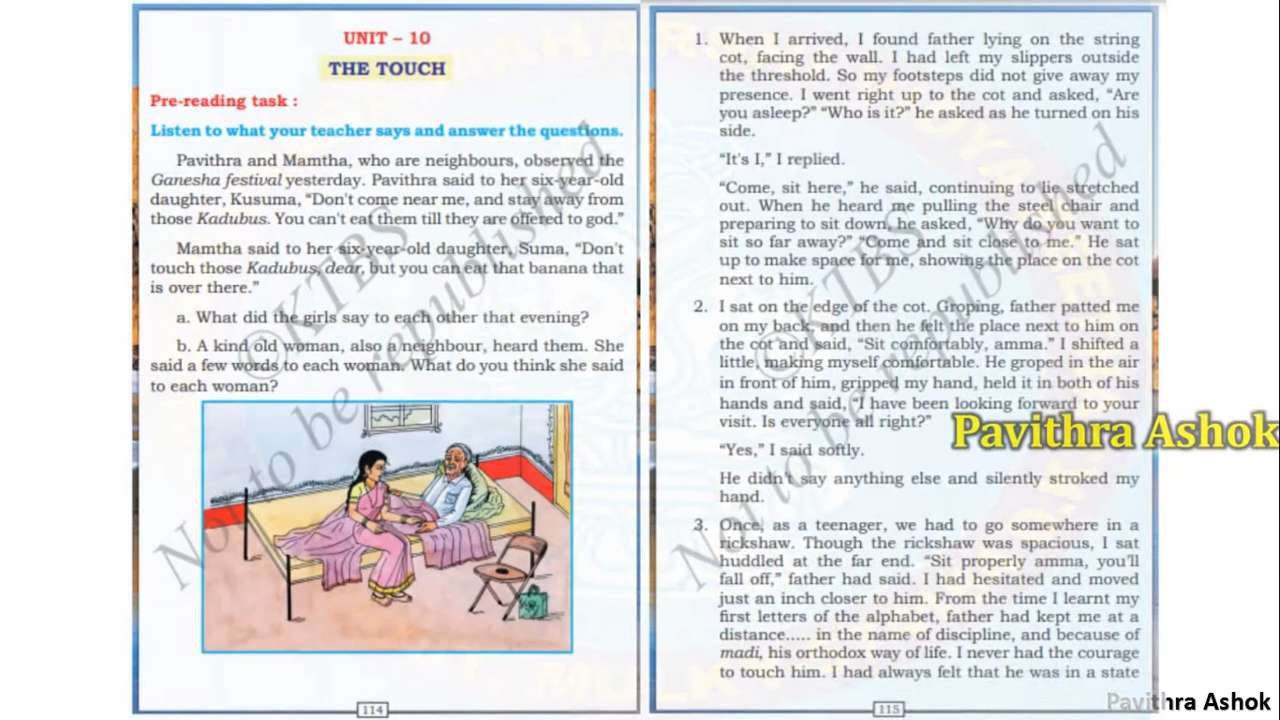 UNIT – 10
THE TOUCH
Pre-reading task :
Listen to what your teacher says and answer the questions.
Pavithra and Mamtha, who are neighbours, observed the
Ganesha festival yesterday. Pavithra said to her six-year-old
daughter, Kusuma, “Don't come near me, and stay away from
those Kadubus. You can't eat them till they are offered to god.”
Mamtha said to her six-year-old daughter, Suma, “Don't
touch those Kadubus, dear, but you can eat that banana that
is over there.”
a. What did the girls say to each other that evening?
b. A kind old woman, also a neighbour, heard them. She
said a few words to each woman. What do you think she said
to each woman?
©KTBS
Not to be republished
114
1. When I arrived, I found father lying on the string
cot, facing the wall. I had left my slippers outside
the threshold. So my footsteps did not give away my
presence. I went right up to the cot and asked, “Are
you asleep?” “Who is it?” he asked as he turned on his
side.
“It's I,” I replied.
“Come, sit here,” he said, continuing to lie stretched
out. When he heard me pulling the steel chair and
preparing to sit down, he asked, “Why do you want to
sit so far away?” “Come and sit close to me.” He sat
up to make space for me, showing the place on the cot
next to him.
2. I sat on the edge of the cot. Groping, father patted me
on my back, and then he felt the place next to him on
the cot and said, “Sit comfortably, amma.” I shifted a
little, making myself comfortable. He groped in the air
in front of him, gripped my hand, held it in both of his
hands and said, “I have been looking forward to your
visit. Is everyone all right?”
“Yes,” I said softly.
He didn't say anything else and silently stroked my
hand.
3. Once, as a teenager, we had to go somewhere in a
rickshaw. Though the rickshaw was spacious, I sat
huddled at the far end. “Sit properly amma, you'll
fall off,” father had said. I had hesitated and moved
just an inch closer to him. From the time I learnt my
first letters of the alphabet, father had kept me at a
distance..... in the name of discipline, and because of
madi, his orthodox way of life. I never had the courage
to touch him. I had always felt that he was in a state
©KTBS
Not to be republished
115
Pavithra Ashok
Pavithra Ashok